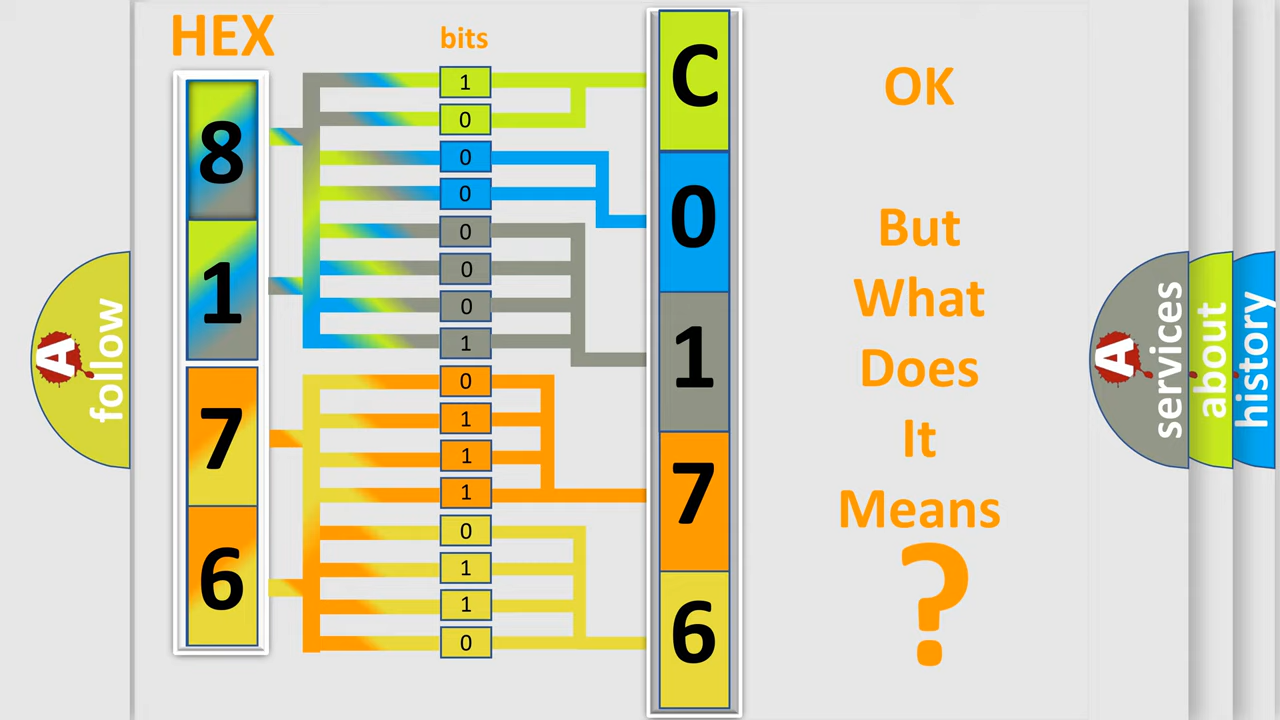 HEX
bits
8
1
7
6
1
0
0
0
0
0
0
1
0
1
1
1
0
1
1
0
C
0
1
7
6
OK
But
What
Does
It
Means
?
A
follow
A
services
about
history